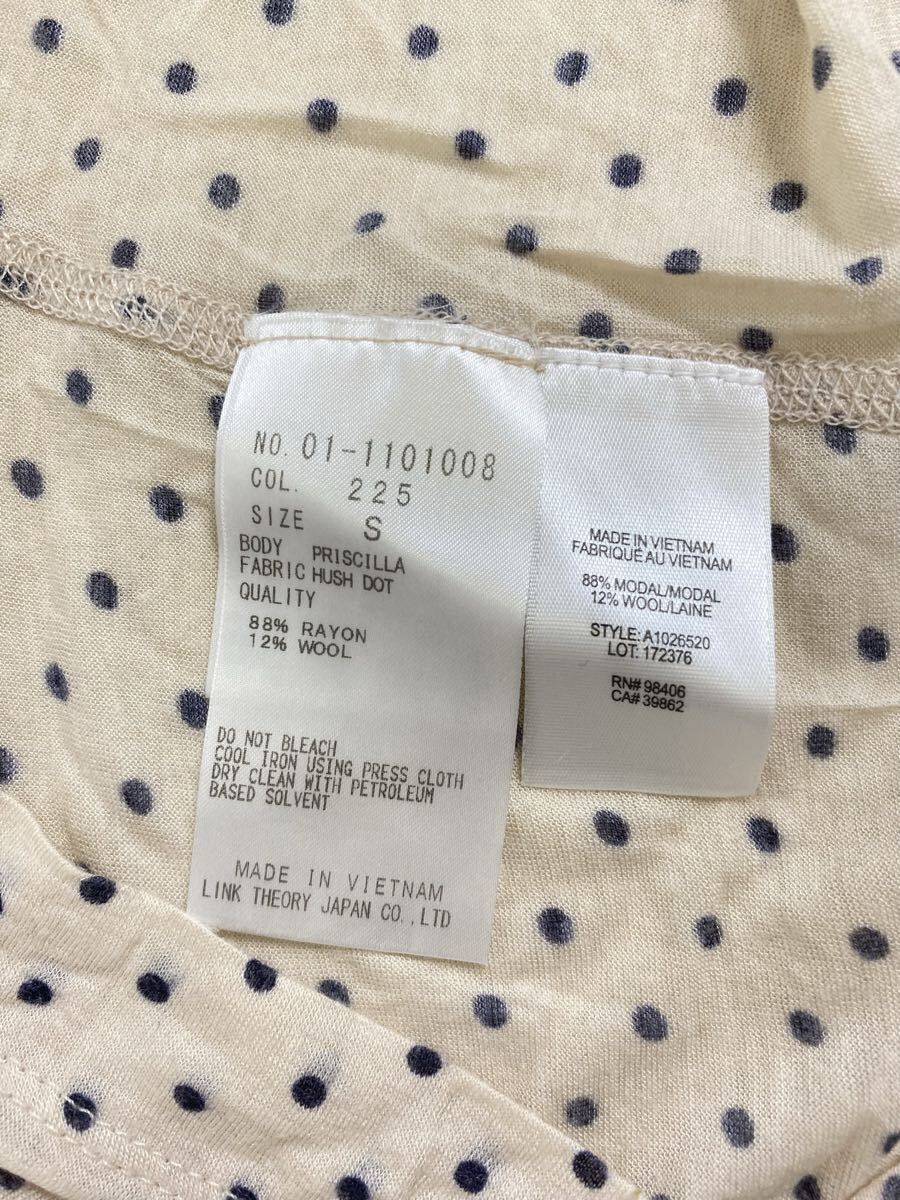 NO. 01-1101008
COL. 225
SIZE S
BODY PRISCILLA
FABRIC HUSH DOT
QUALITY
88% RAYON
12% WOOL
DO NOT BLEACH
COOL IRON USING PRESS CLOTH
DRY CLEAN WITH PETROLEUM
BASED SOLVENT
MADE IN VIETNAM
LINK THEORY JAPAN CO.,LTD
MADE IN VIETNAM
FABRIQUE AU VIETNAM
88% MODAL/MODAL
12% WOOL/LAINE
STYLE: A1026520
LOT: 172376
RN# 98406
CA# 39862